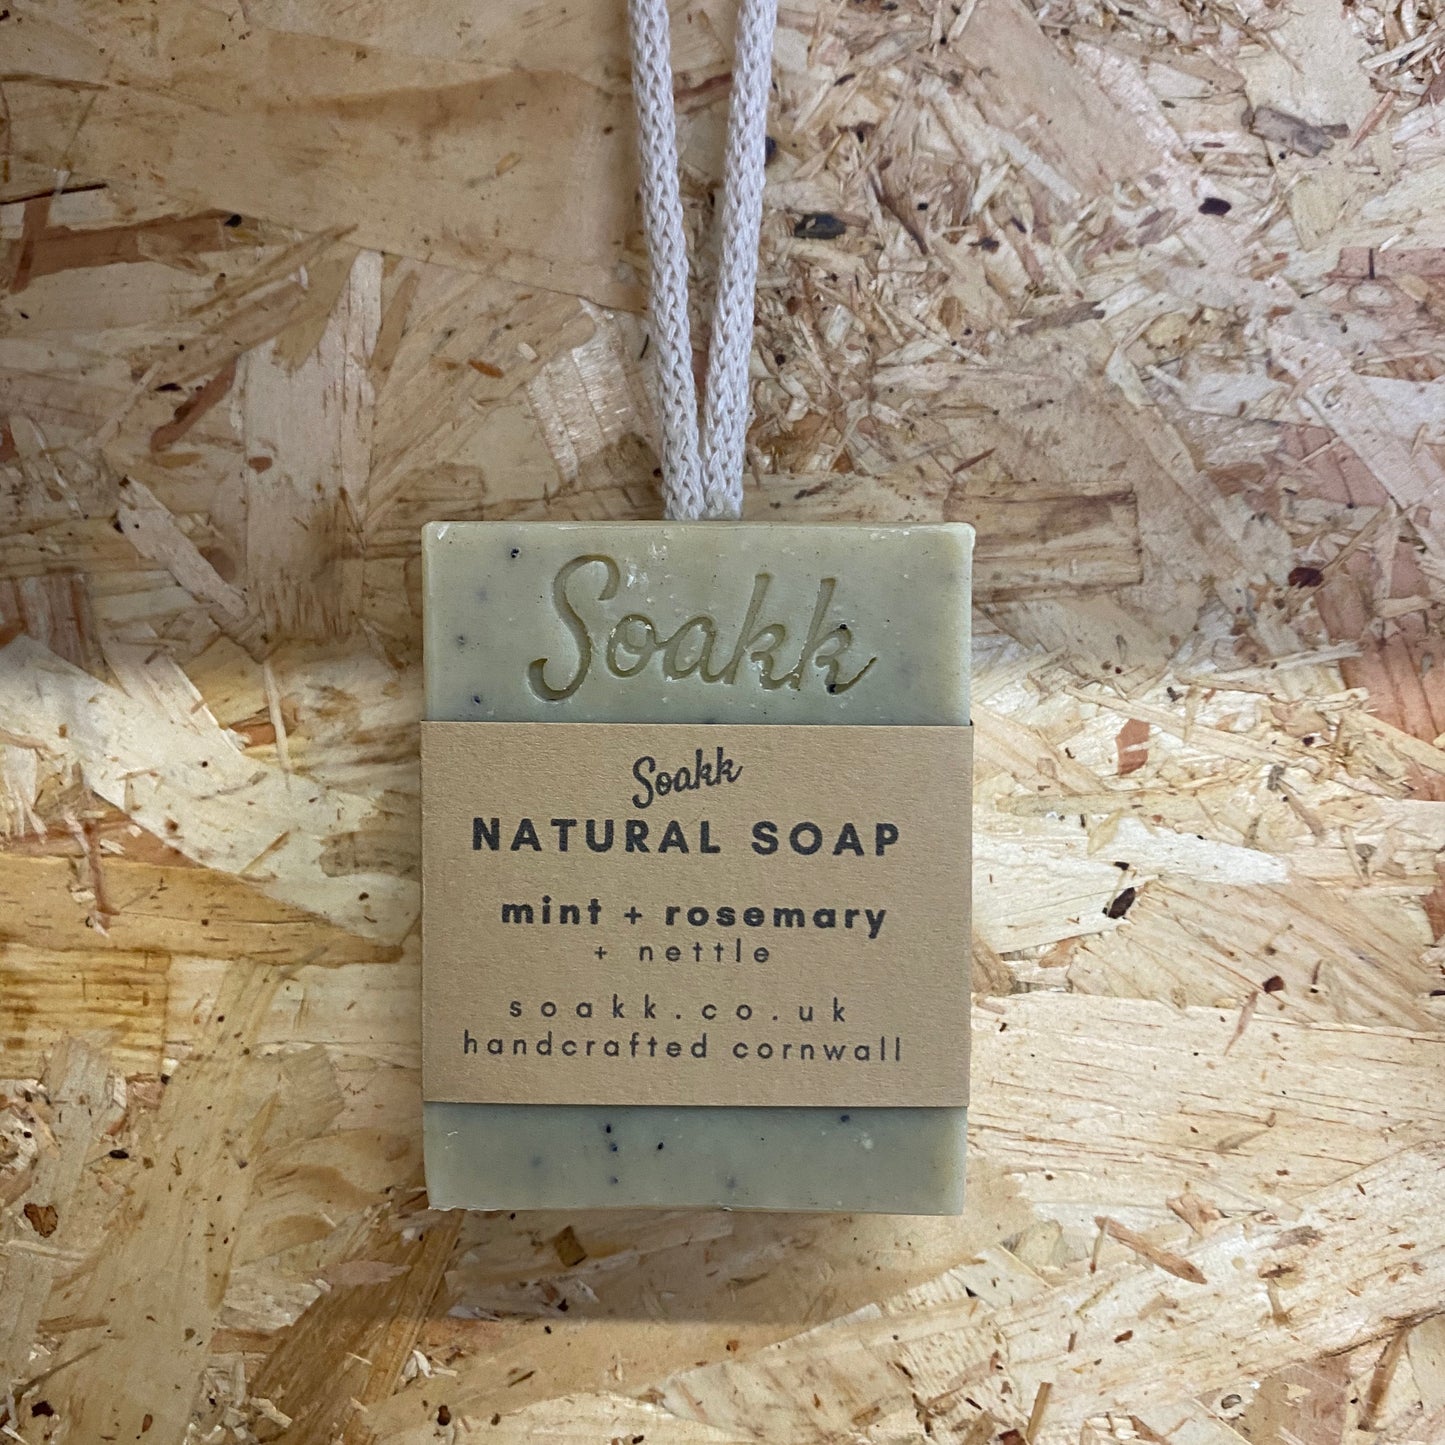 Soakk
Soakk
NATURAL SOAP
mint + rosemary
+ nettle
soakk.co.uk
handcrafted cornwall